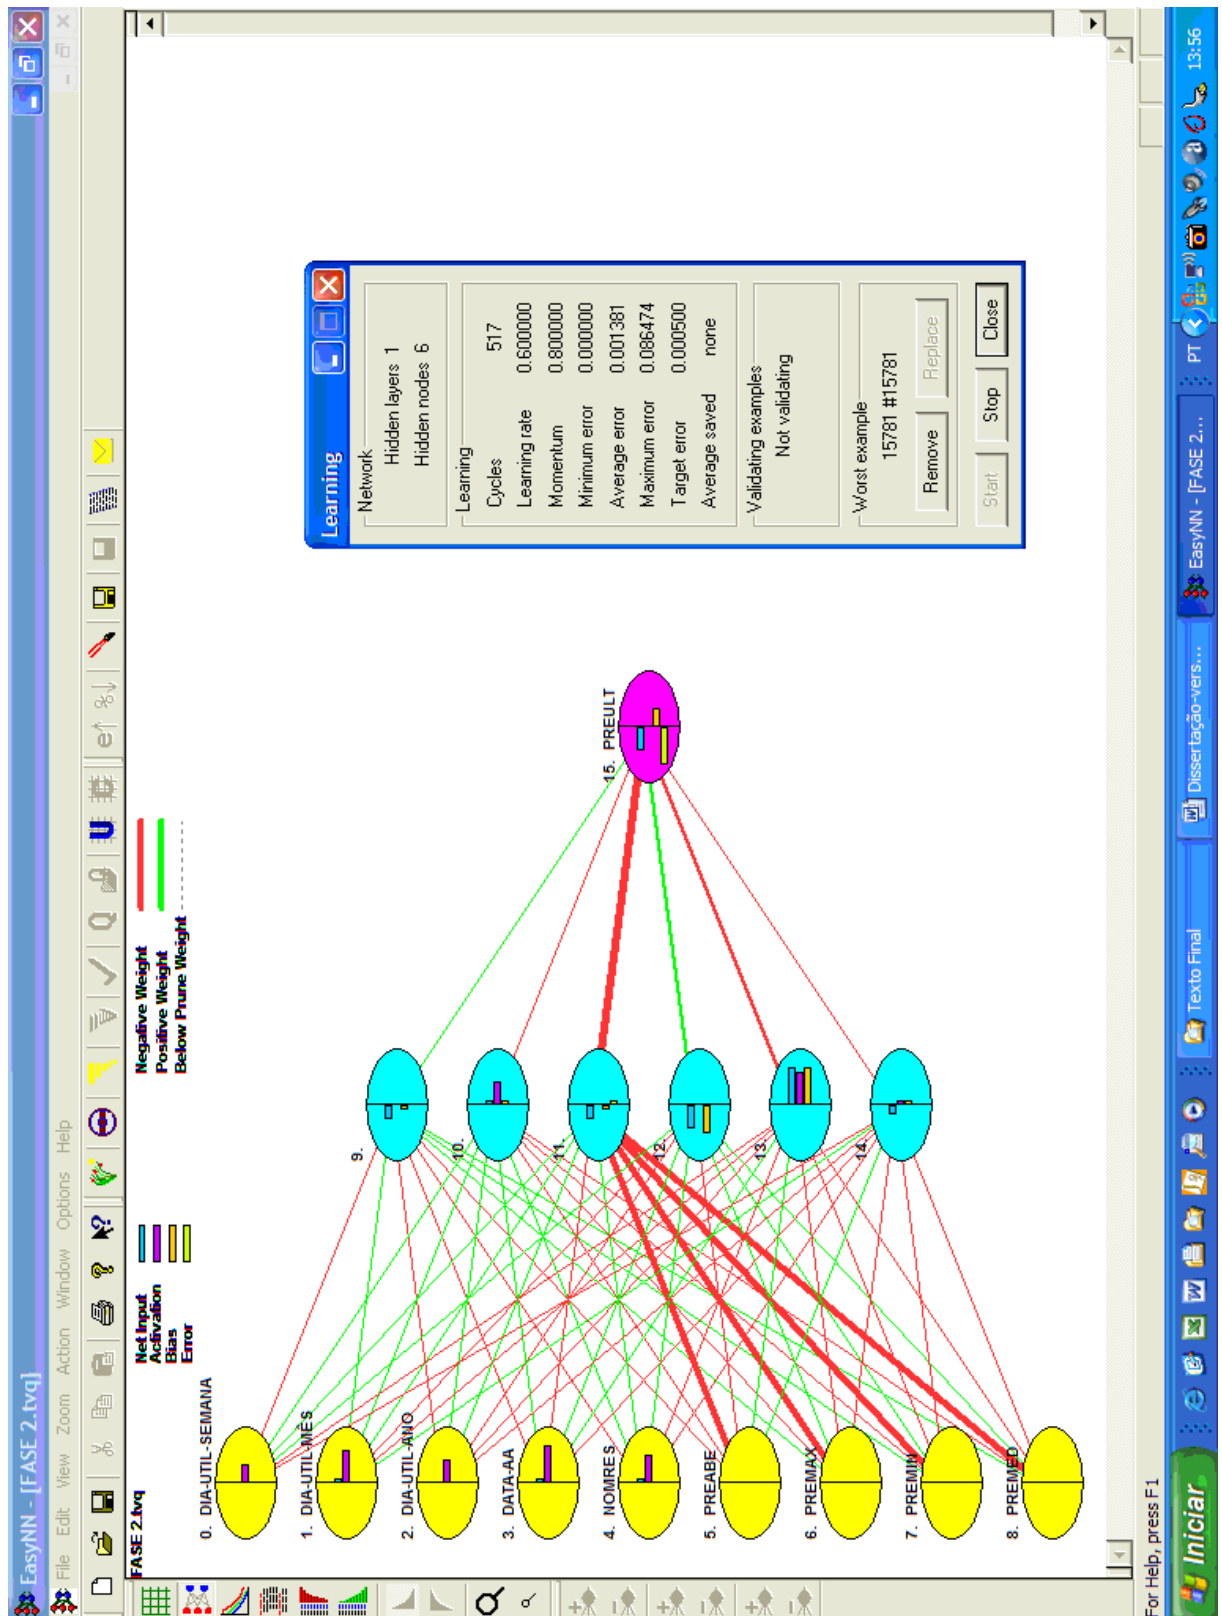 EasyNN - [FASE 2.tvq]
File Edit View Zoom Action Window Options Help
FASE 2.tvq
Net Input
Activation
Bias
Error
Negative Weight
Positive Weight
Below Prune Weight
0. DIA-UTIL-SEMANA
1. DIA-UTIL-MÊS
2. DIA-UTIL-ANO
3. DATA-AA
4. NOMRES
5. PREABE
6. PREMAX
7. PREMIN
8. PREMED
9.
10.
11.
12.
13.
14.
15. PREULT
Learning
Network
Hidden layers 1
Hidden nodes 6
Learning
Cycles 517
Learning rate 0.600000
Momentum 0.800000
Minimum error 0.000000
Average error 0.001381
Maximum error 0.086474
Target error 0.000500
Average saved none
Validating examples
Not validating
Worst example
15781 #15781
Remove Replace
Start Stop Close
For Help, press F1
Iniciar
Texto Final
Dissertação-vers...
EasyNN - [FASE 2...
PT
13:56